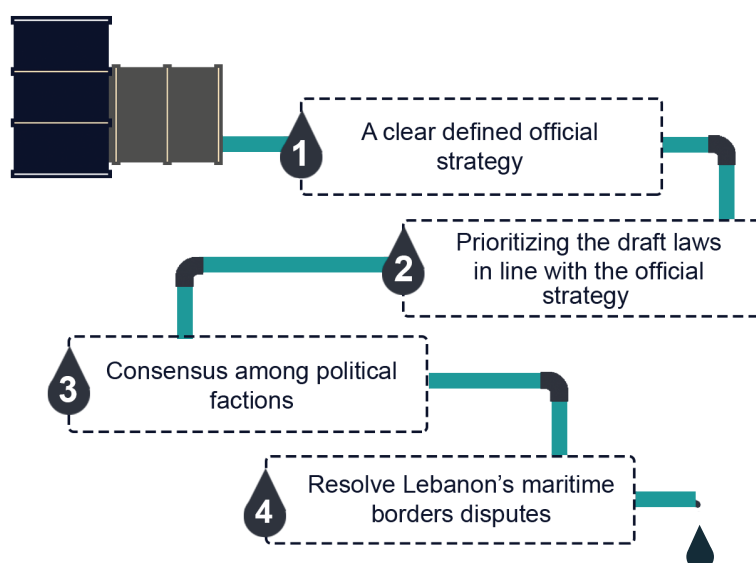 1
A clear defined official
strategy
2
Prioritizing the draft laws
in line with the official
strategy
3
Consensus among political
factions
4
Resolve Lebanon’s maritime
borders disputes